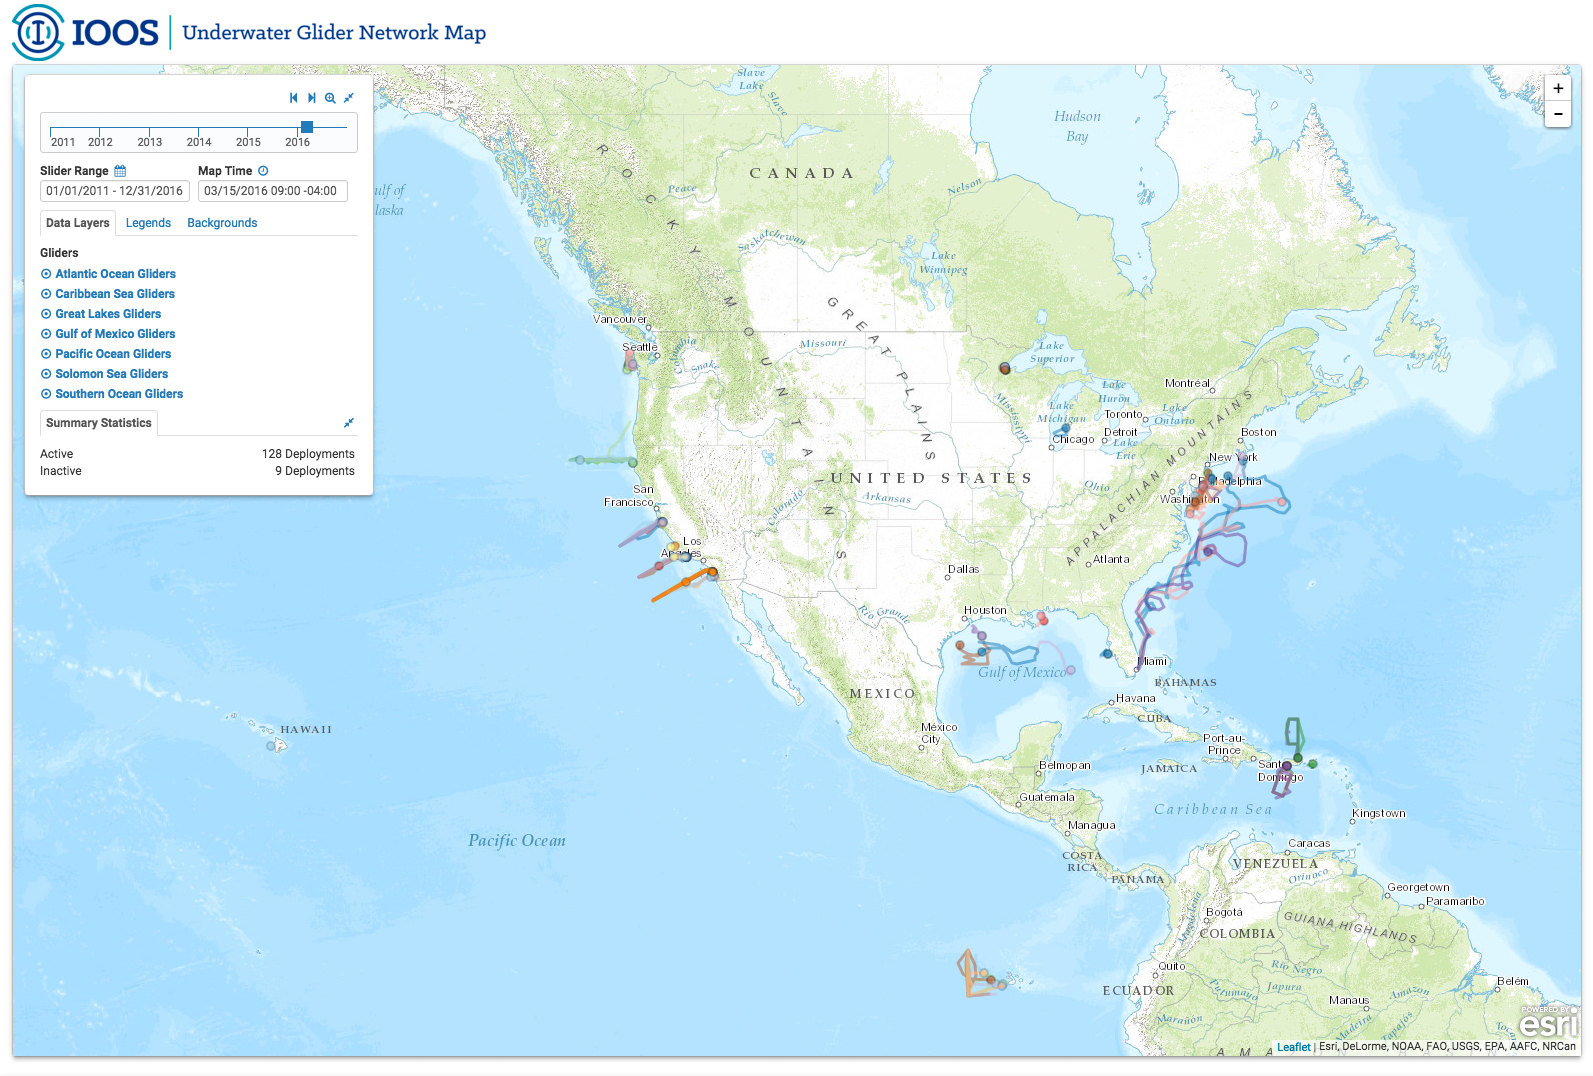 IOOS Underwater Glider Network Map
2011 2012 2013 2014 2015 2016
Slider Range Map Time
01/01/2011 - 12/31/2016 03/15/2016 09:00 -04:00
Data Layers Legends Backgrounds
Gliders
Atlantic Ocean Gliders
Caribbean Sea Gliders
Great Lakes Gliders
Gulf of Mexico Gliders
Pacific Ocean Gliders
Solomon Sea Gliders
Southern Ocean Gliders
Summary Statistics
Active 128 Deployments
Inactive 9 Deployments
+
-
Slave
Lake
Slave
Hudson
Bay
CANADA
Peace
Nelson
ulf of
laska
ROCKY MOUNTAINS
Saskatchewan
Lake
Winnipeg
GREAT PLAINS
Vancouver
Seattle
Columbia
Snake
Missouri
Lake
Superior
Mississippi
Lake
Huron
Lake
Michigan
Montréal
Toronto
Lake
Ontario
Detroit
Lake
Erie
Chicago
Boston
New York
Philadelphia
Washington
APPALACHIAN MOUNTAINS
UNITED STATES
Ohio
Arkansas
Colorado
San
Francisco
Los
Angeles
Atlanta
Dallas
Houston
Rio Grande
Gulf of Mexico
Miami
BAHAMAS
Havana
CUBA
MEXICO
México
City
Port-au-
Prince
Santo
Domingo
JAMAICA
Belmopan
Guatemala
Managua
Caribbean Sea
Kingstown
HAWAII
Pacific Ocean
COSTA
RICA
PANAMA
Caracas
VENEZUELA
Orinoco
Georgetown
Paramaribo
Magdalena
Bogotá
COLOMBIA
GUIANA HIGHLANDS
Quito
ECUADOR
Rio Negro
Putumayo
Japura
Amazon
Belém
Manaus
Marañón
Madeira
Tapajós
POWERED BY
esri
Leaflet | Esri, DeLorme, NOAA, FAO, USGS, EPA, AAFC, NRCan